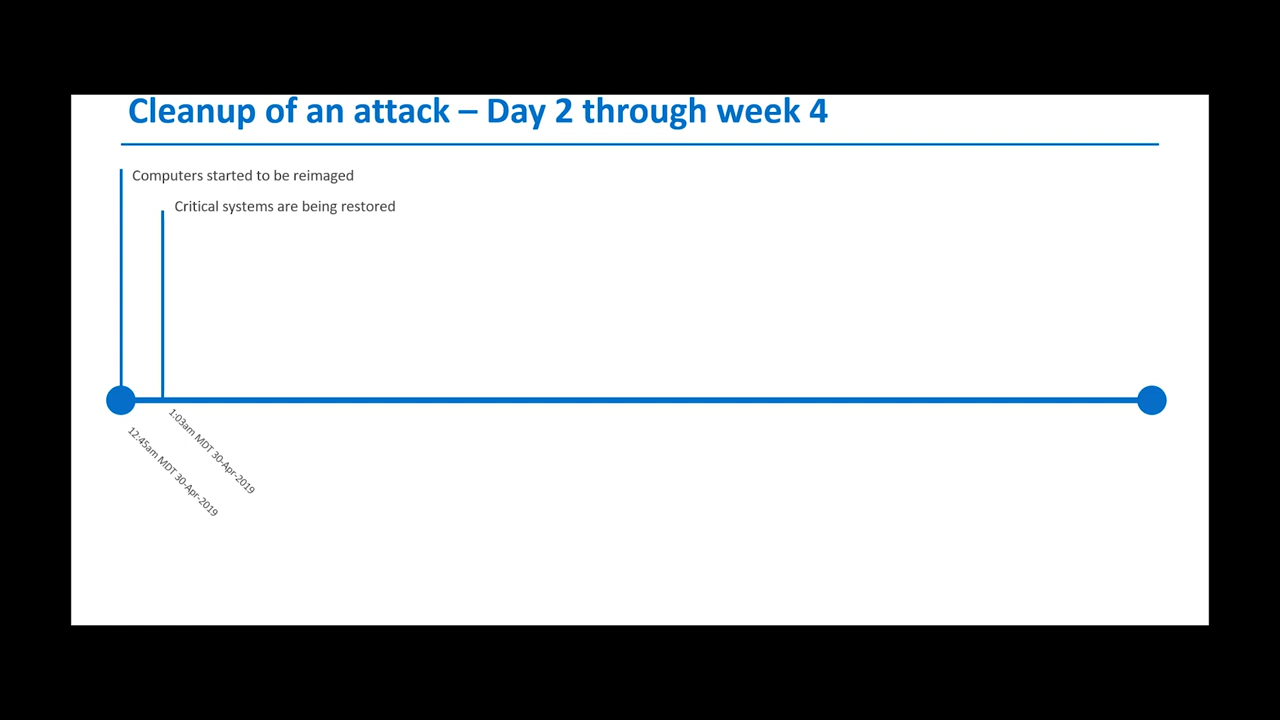 Cleanup of an attack – Day 2 through week 4
Computers started to be reimaged
Critical systems are being restored
1:03am MDT 30-Apr-2019
12:45am MDT 30-Apr-2019